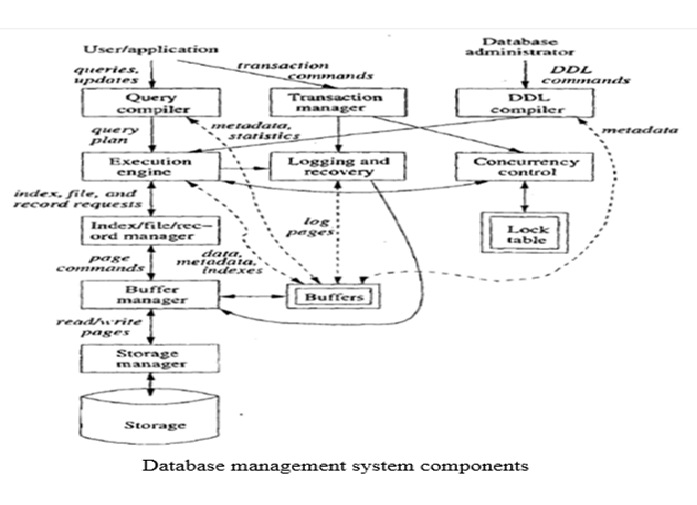 User/application
Database
administrator
queries,
updates
transaction
commands
DDL
commands
Query
compiler
Transaction
manager
DDL
compiler
query
plan
metadata,
statistics
metadata
Execution
engine
Logging and
recovery
Concurrency
control
index, file, and
record requests
Index/file/rec-
ord manager
log
pages
Lock
table
page
commands
data,
metadata,
indexes
Buffer
manager
Buffers
read/write
pages
Storage
manager
Storage
Database management system components